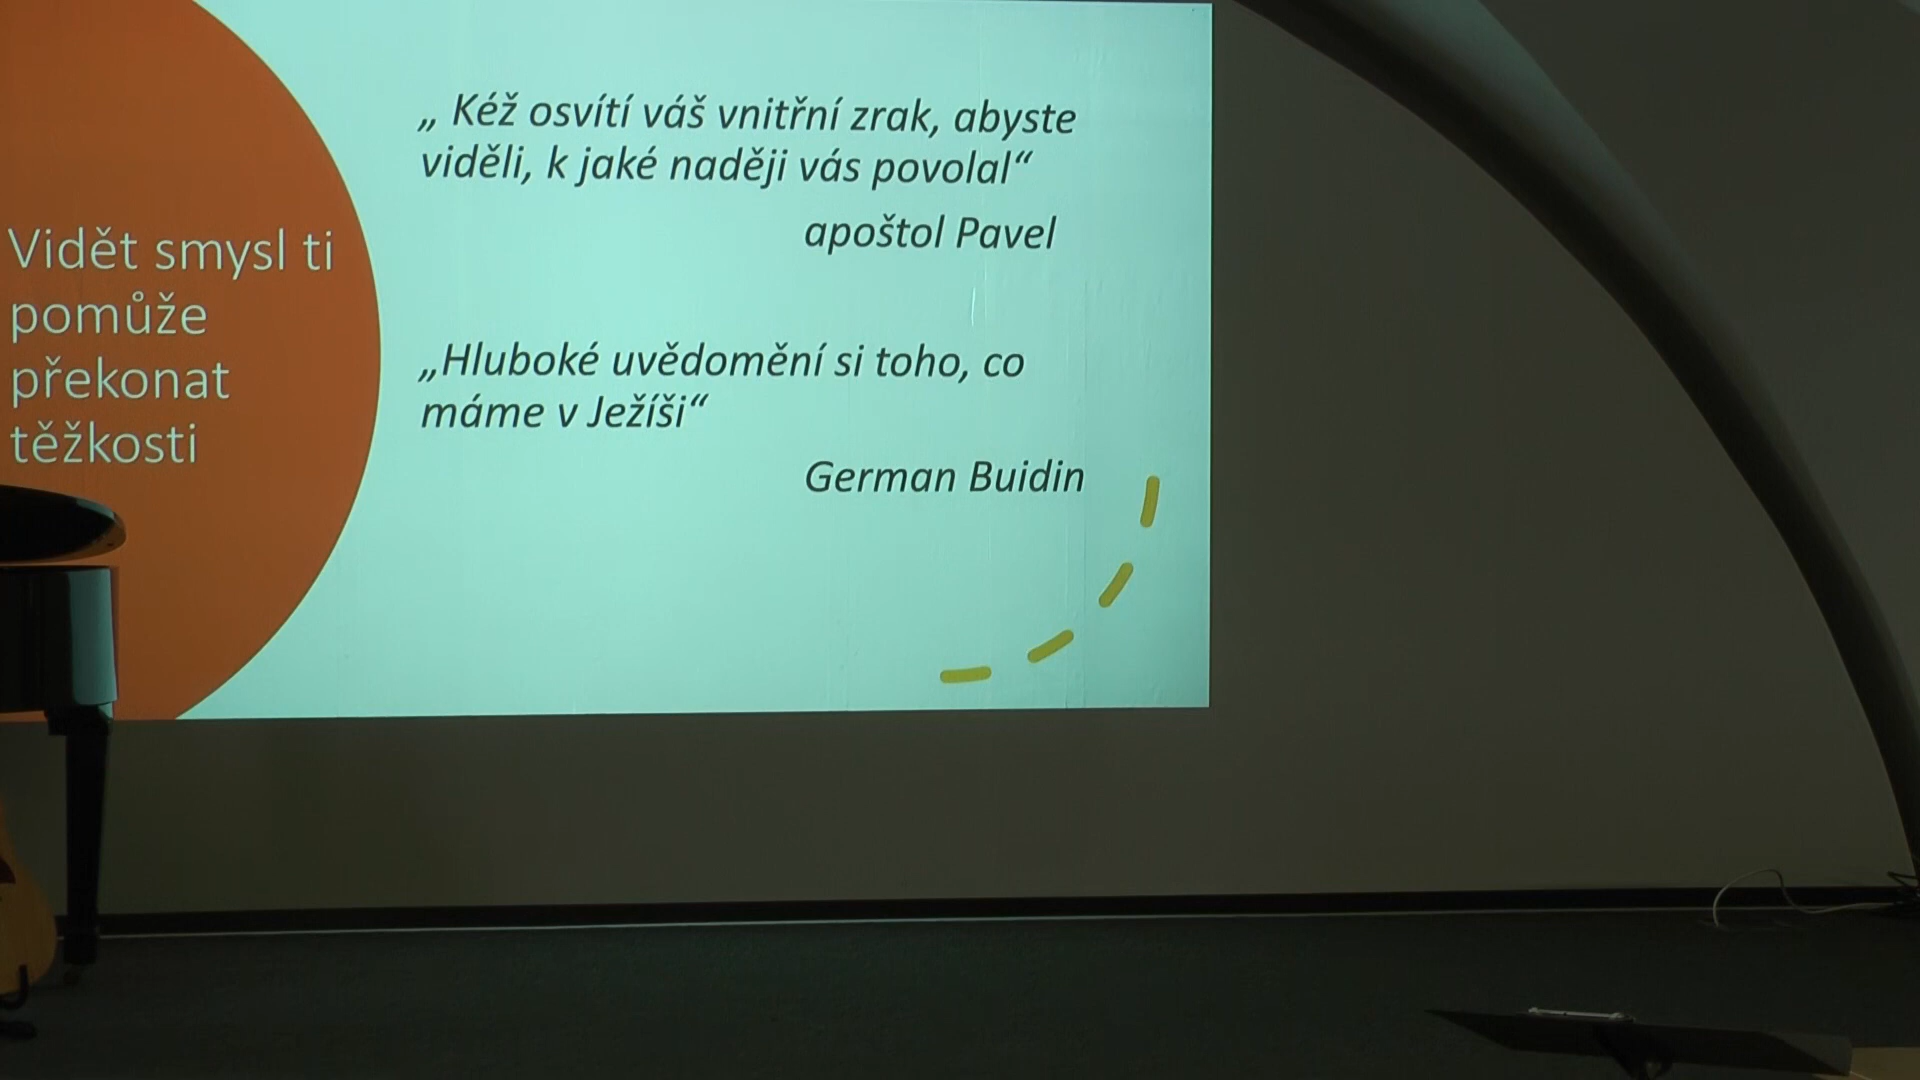 Vidět smysl ti
pomůže
překonat
těžkosti
„ Kéž osvítí váš vnitřní zrak, abyste
viděli, k jaké naději vás povolal“
apoštol Pavel
„Hluboké uvědomění si toho, co
máme v Ježíši“
German Buidin